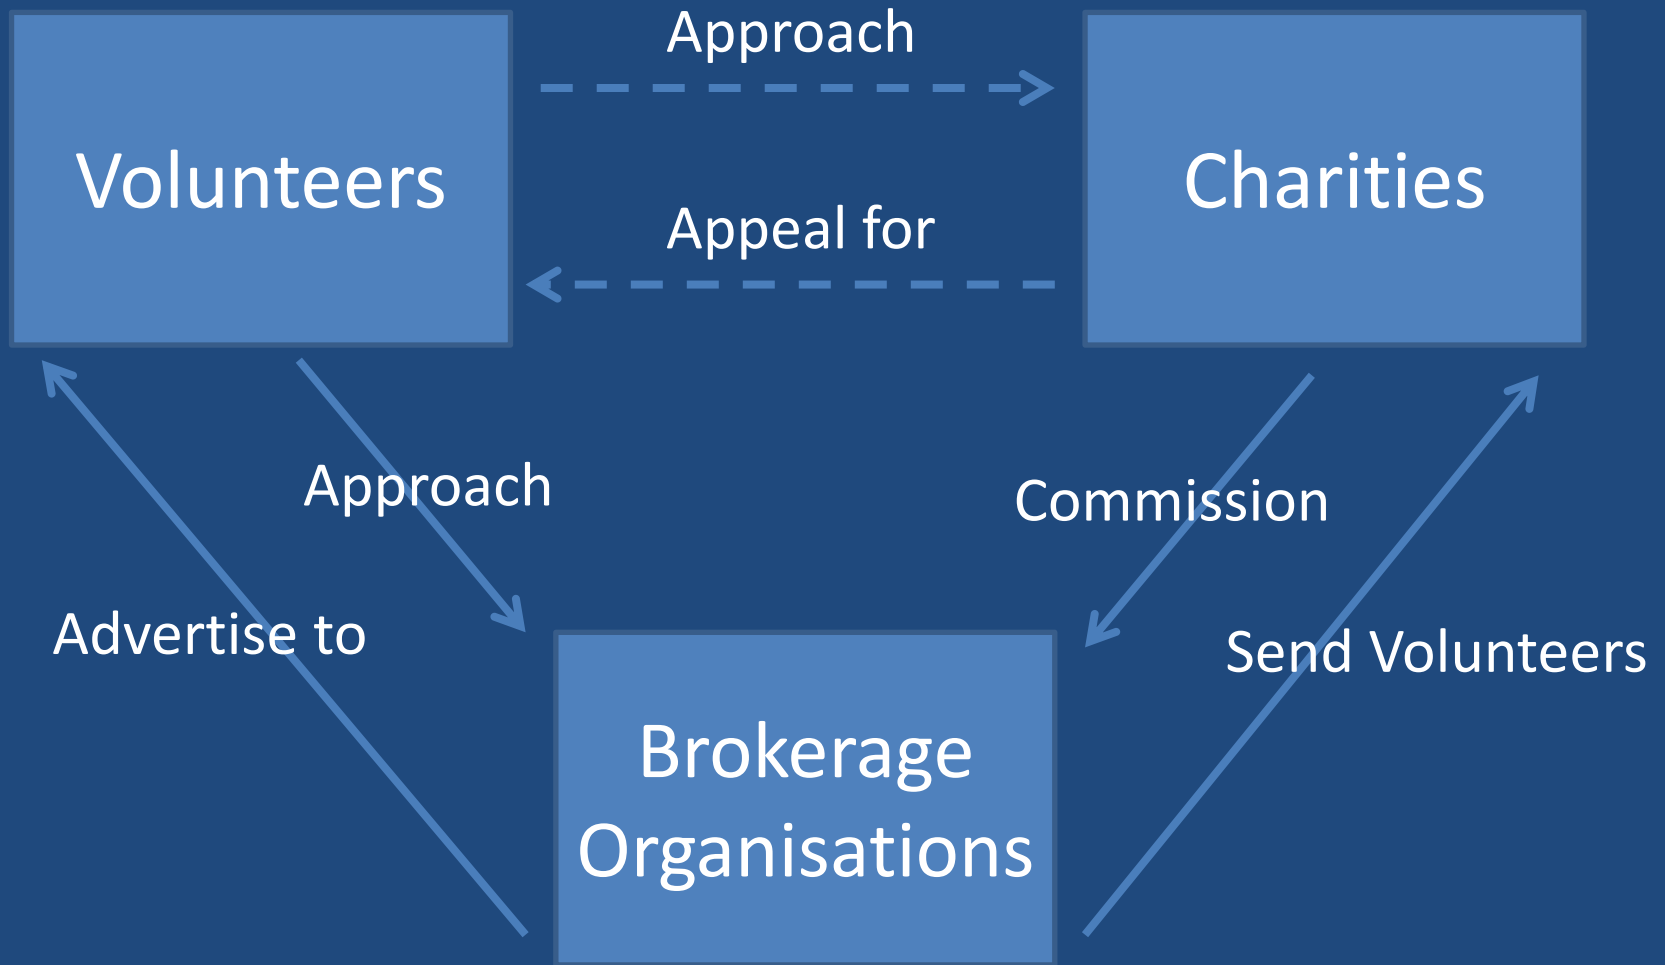 Approach
Volunteers
Charities
Appeal for
Approach
Commission
Advertise to
Send Volunteers
Brokerage
Organisations